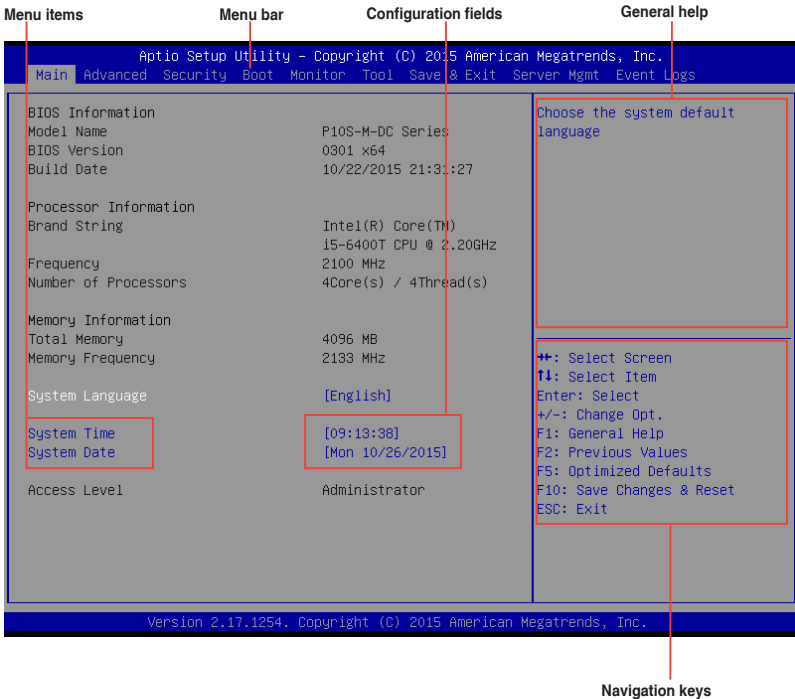 Menu items Menu bar Configuration fields General help
Aptio Setup Utility – Copyright (C) 2015 American Megatrends, Inc.
Main Advanced Security Boot Monitor Tool Save & Exit Server Mgmt Event Logs
BIOS Information
Model Name P10S-M-DC Series
BIOS Version 0301 x64
Build Date 10/22/2015 21:31:27
Processor Information
Brand String Intel(R) Core(TM)
i5-6400T CPU @ 2.20GHz
Frequency 2100 MHz
Number of Processors 4Core(s) / 4Thread(s)
Memory Information
Total Memory 4096 MB
Memory Frequency 2133 MHz
System Language [English]
System Time [09:13:38]
System Date [Mon 10/26/2015]
Access Level Administrator
Choose the system default
language
→←: Select Screen
↑↓: Select Item
Enter: Select
+/-: Change Opt.
F1: General Help
F2: Previous Values
F5: Optimized Defaults
F10: Save Changes & Reset
ESC: Exit
Version 2.17.1254. Copyright (C) 2015 American Megatrends, Inc.
Navigation keys